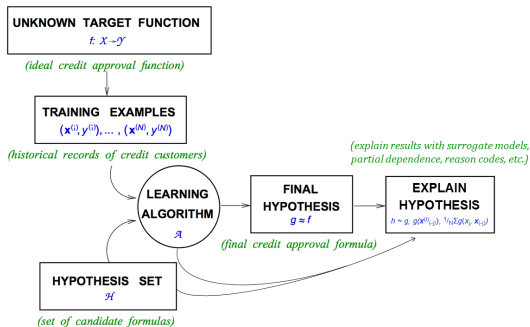 UNKNOWN TARGET FUNCTION
f: X→Y
(ideal credit approval function)
TRAINING EXAMPLES
(x⁽ⁱ⁾, y⁽ⁱ⁾), ... , (x⁽ᴺ⁾, y⁽ᴺ⁾)
(historical records of credit customers)
LEARNING
ALGORITHM
𝒜
FINAL
HYPOTHESIS
g ≈ f
(final credit approval formula)
(explain results with surrogate models,
partial dependence, reason codes, etc.)
EXPLAIN
HYPOTHESIS
HYPOTHESIS SET
ℋ
(set of candidate formulas)